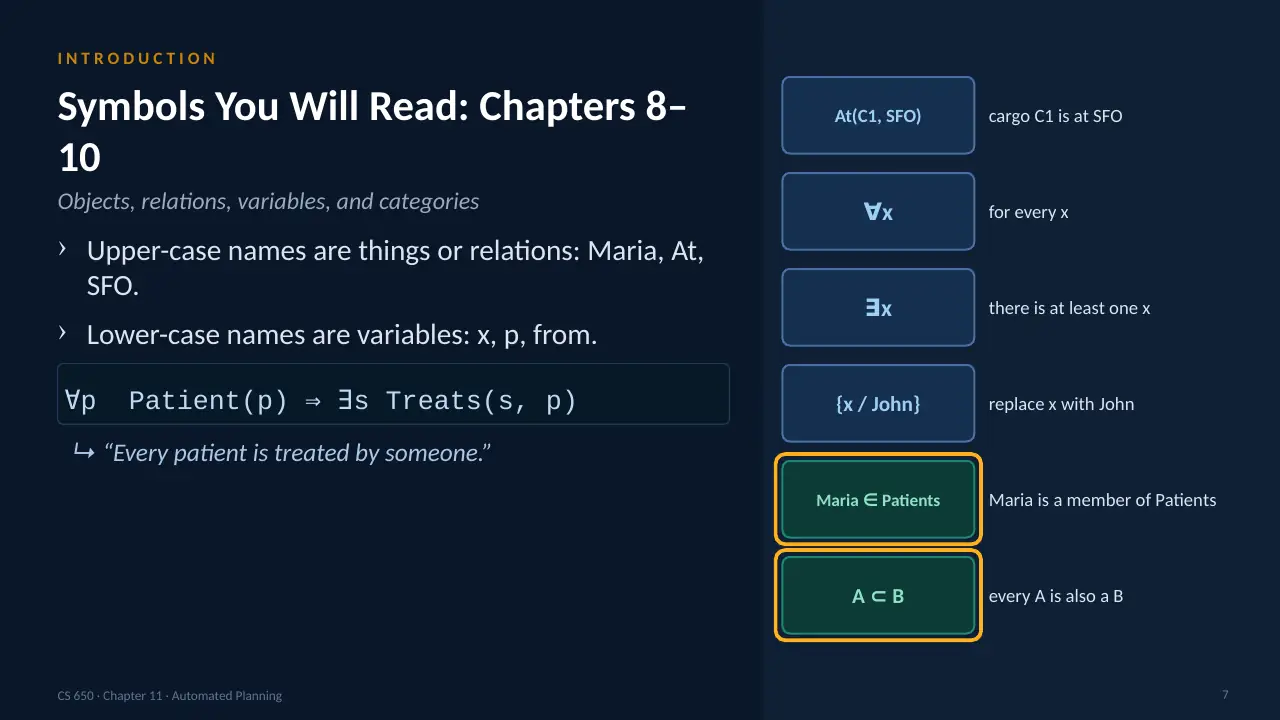 INTRODUCTION
Symbols You Will Read: Chapters 8–
10
Objects, relations, variables, and categories
› Upper-case names are things or relations: Maria, At,
SFO.
› Lower-case names are variables: x, p, from.
∀p  Patient(p) ⇒ ∃s Treats(s, p)
↳ “Every patient is treated by someone.”
At(C1, SFO) cargo C1 is at SFO
∀x for every x
∃x there is at least one x
{x / John} replace x with John
Maria ∈ Patients Maria is a member of Patients
A ⊂ B every A is also a B
CS 650 · Chapter 11 · Automated Planning
7